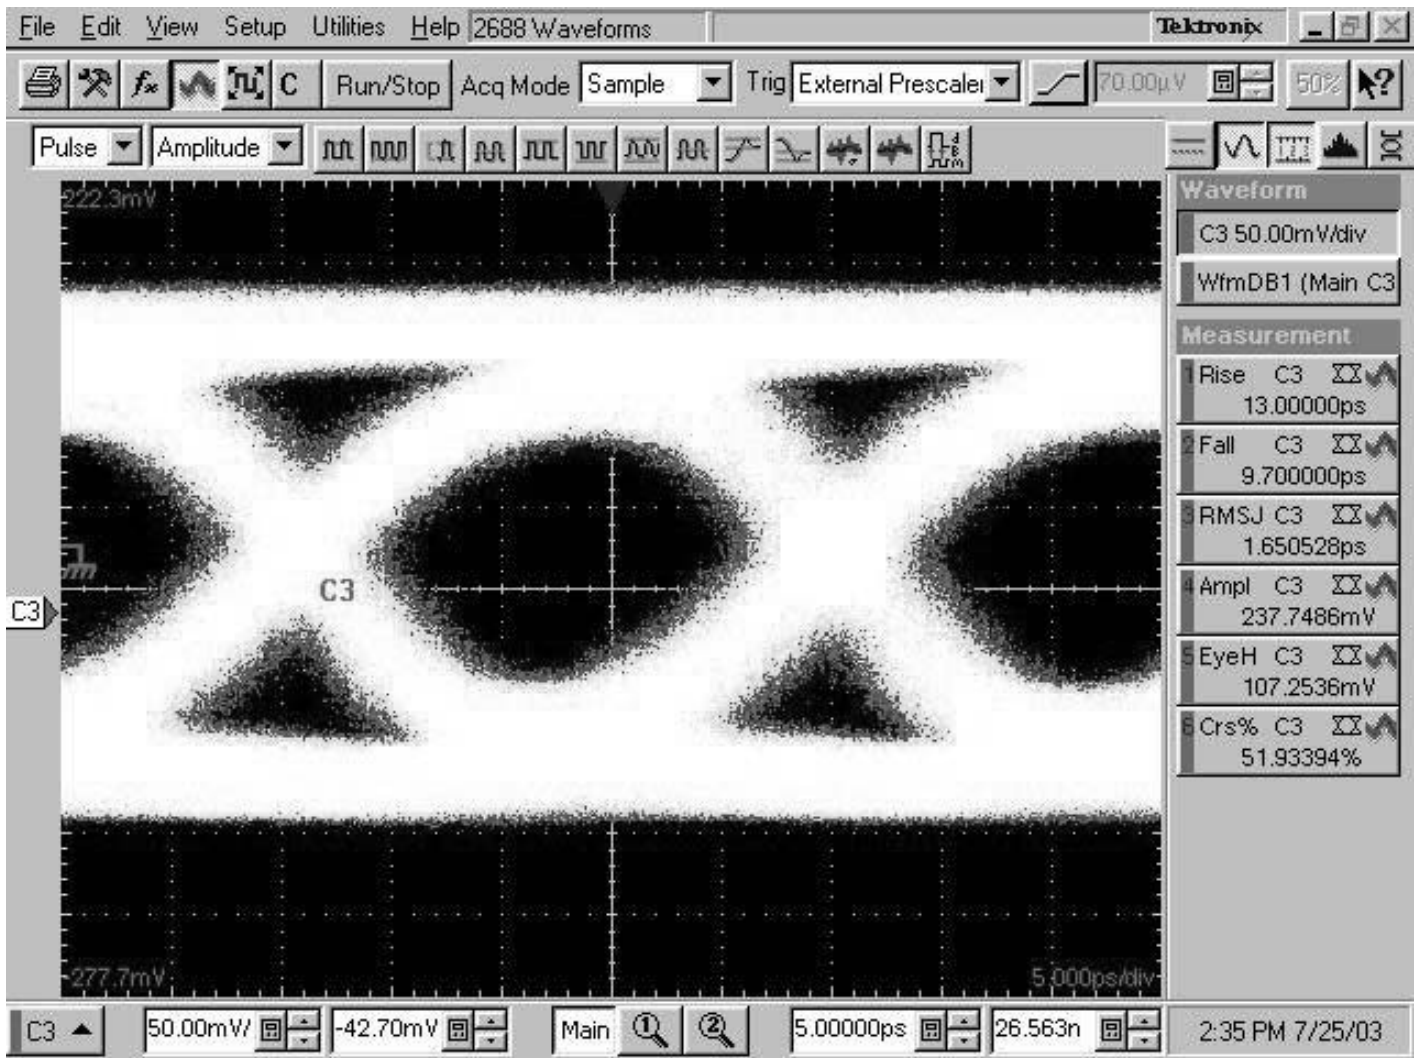 File Edit View Setup Utilities Help 2688 Waveforms Tektronix
Run/Stop Acq Mode Sample Trig External Prescaler 70.00µV 50%
Pulse Amplitude
222.3mV
Waveform
C3 50.00mV/div
WfmDB1 (Main C3
Measurement
1 Rise C3
13.00000ps
2 Fall C3
9.700000ps
3 RMSJ C3
1.650528ps
4 Ampl C3
237.7486mV
5 EyeH C3
107.2536mV
6 Crs% C3
51.93394%
C3
C3
-277.7mV 5.000ps/div
C3 50.00mV/ -42.70mV Main 1 2 5.00000ps 26.563n 2:35 PM 7/25/03